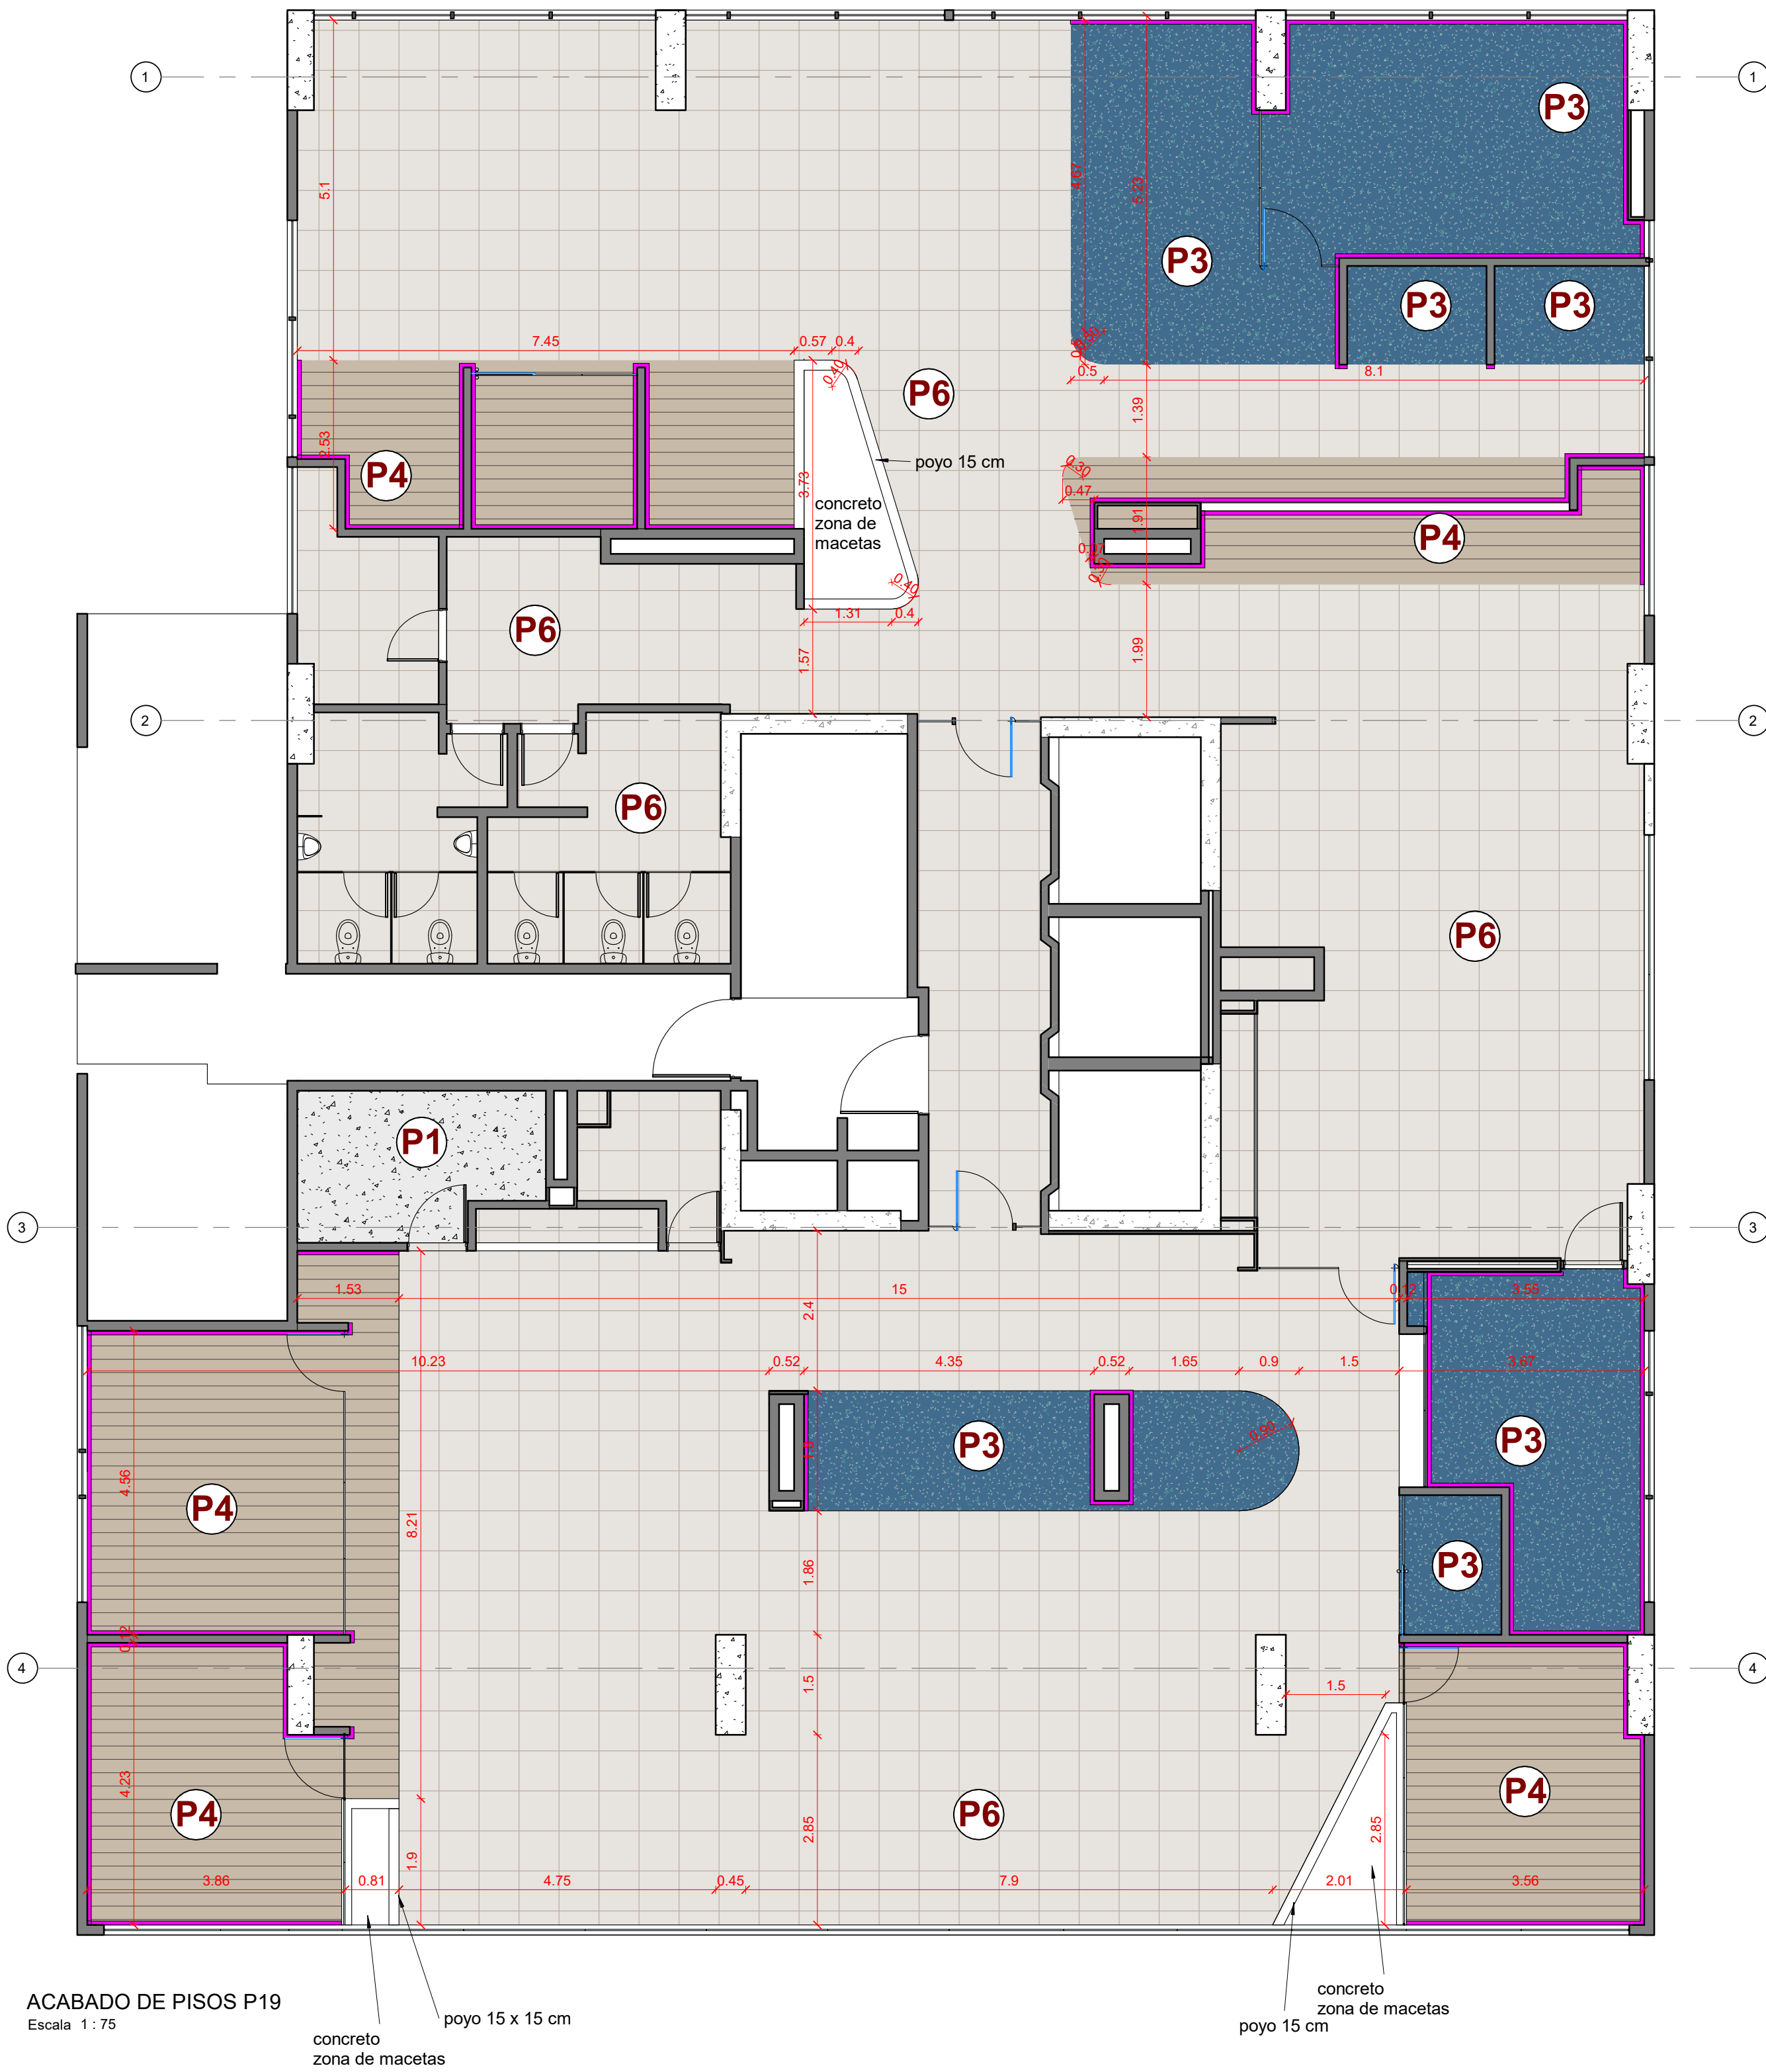 1
1
P3
4.67
5.23
5.1
P3
P3
P3
7.45
0.57
0.4
0.40
0.5
8.1
P6
1.39
2.53
P4
poyo 15 cm
0.30
0.47
3.73
concreto
zona de
macetas
1.91
P4
0.07
0.30
0.40
1.31
0.4
P6
1.57
1.99
2
2
P6
P6
P1
3
3
1.53
15
0.12
3.55
2.4
10.23
0.52
4.35
0.52
1.65
0.9
1.5
3.67
0.90
P3
1.8
P3
4.56
P4
8.21
1.86
P3
0.12
4
4
1.5
1.5
4.23
P4
P6
P4
2.85
2.85
1.9
3.86
0.81
4.75
0.45
7.9
2.01
3.56
ACABADO DE PISOS P19
Escala 1 : 75
poyo 15 x 15 cm
concreto
zona de macetas
concreto
zona de macetas
poyo 15 cm